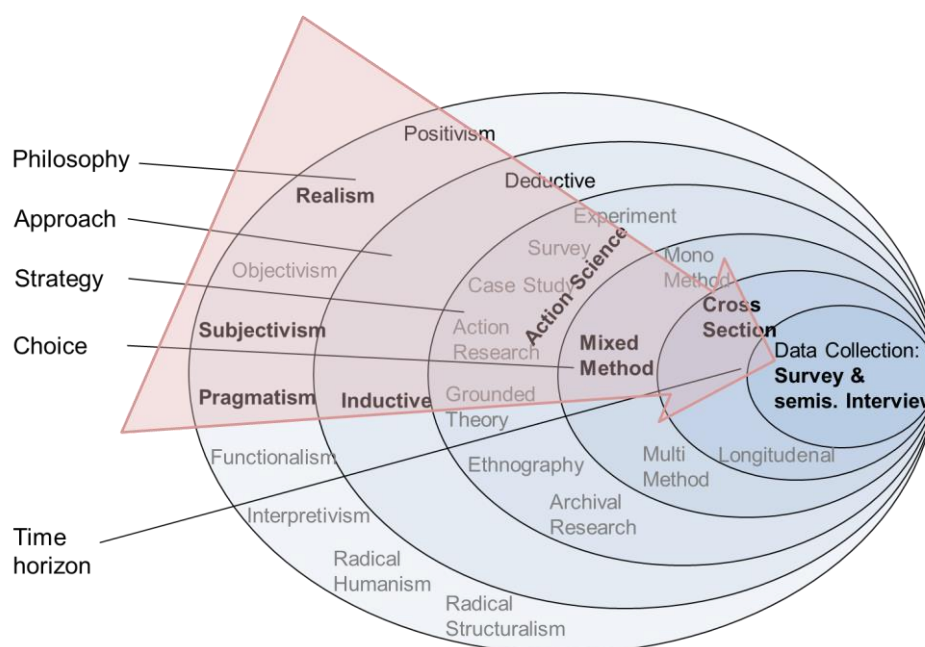 Philosophy
Approach
Strategy
Choice
Time
horizon
Positivism
Realism
Objectivism
Subjectivism
Pragmatism
Functionalism
Interpretivism
Radical
Humanism
Radical
Structuralism
Deductive
Inductive
Experiment
Survey
Case Study
Action Science
Action
Research
Grounded
Theory
Ethnography
Archival
Research
Mono
Method
Mixed
Method
Multi
Method
Cross
Section
Longitudenal
Data Collection:
Survey &
semis. Interview